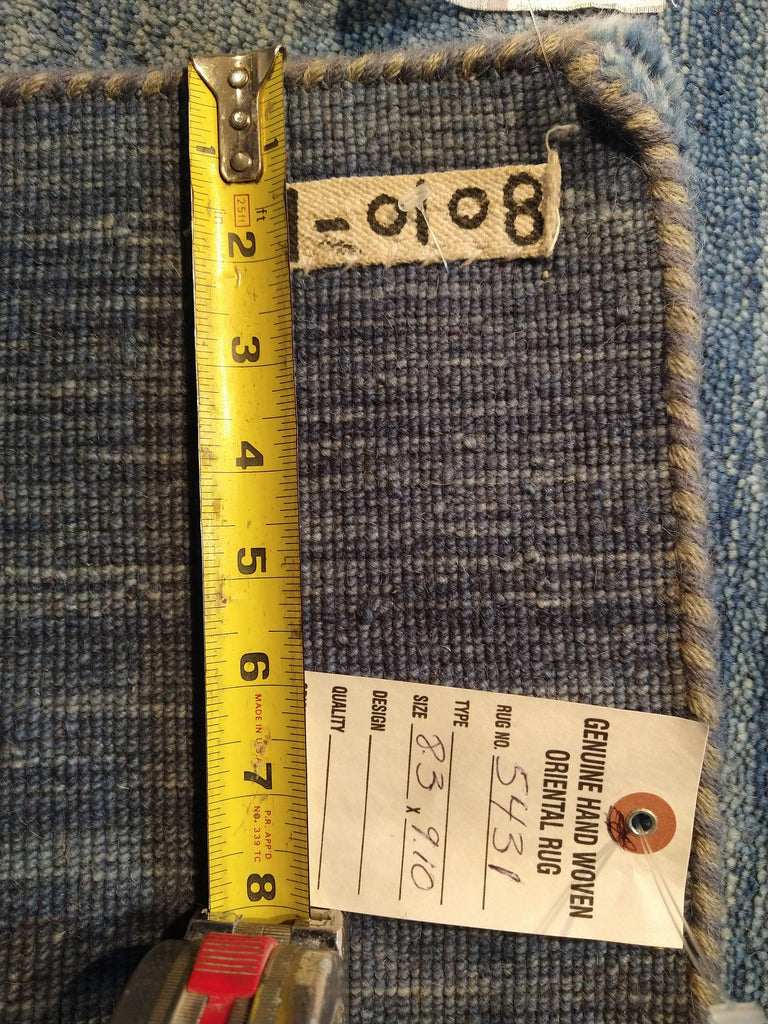 1 1
25ft
ft
in
2
3
4
5
6
MADE IN U.S.A.
7
P.R. APP'D
NO. 339 TC
8
-0108
GENUINE HAND WOVEN
ORIENTAL RUG
RUG NO. 5431
TYPE
SIZE 8.3 x 9.10
DESIGN
QUALITY